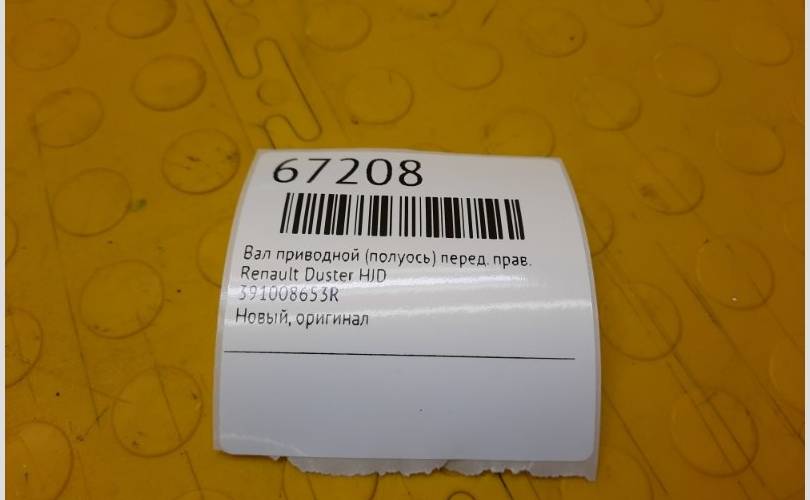 67208
Вал приводной (полуось) перед. прав.
Renault Duster HJD
391008653R
Новый, оригинал